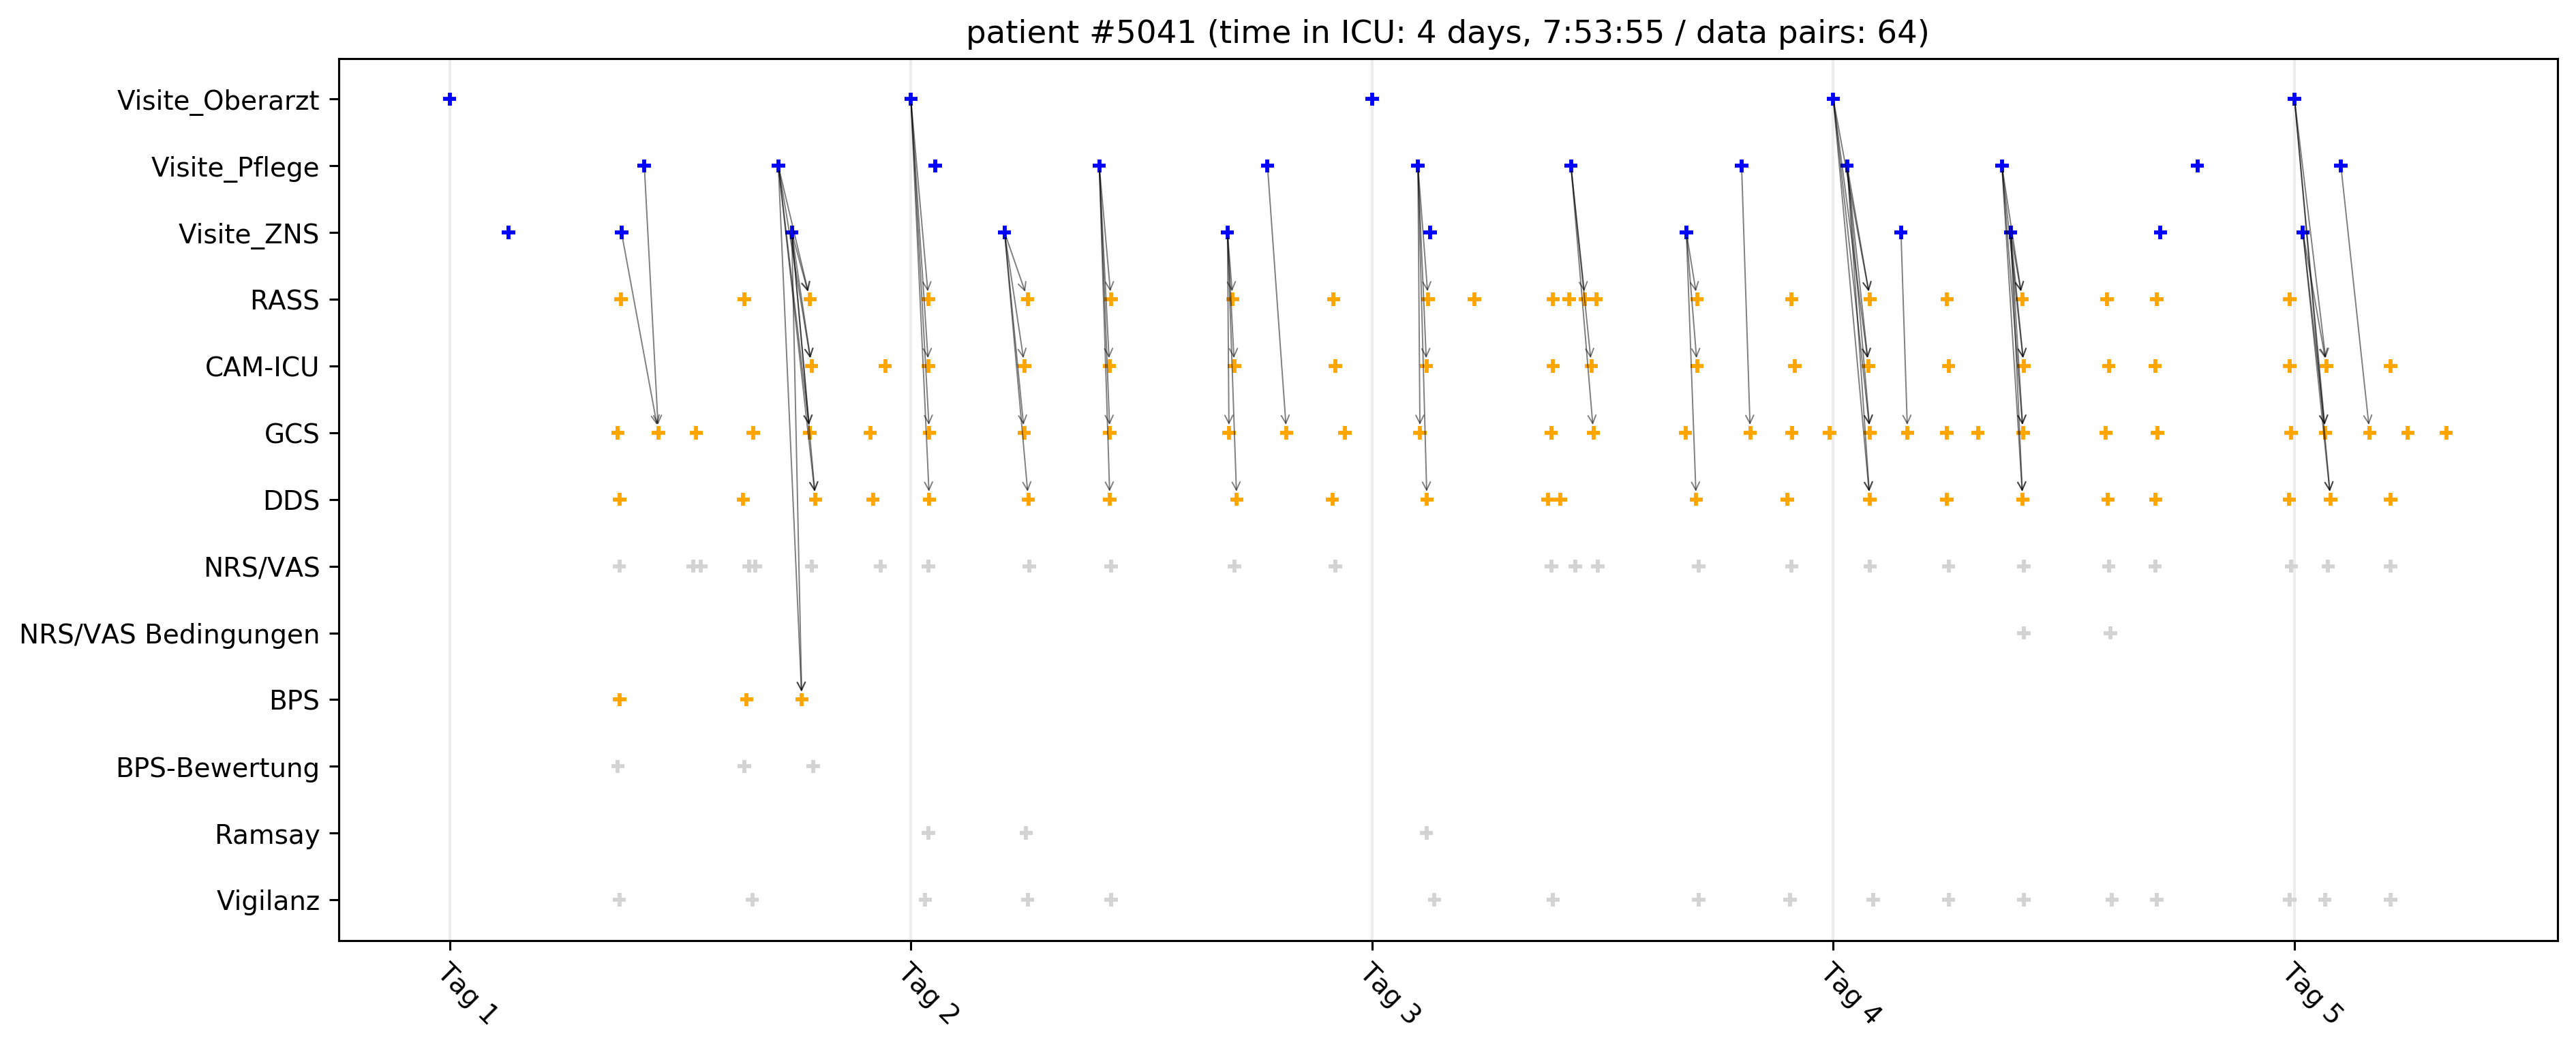 patient #5041 (time in ICU: 4 days, 7:53:55 / data pairs: 64)
Visite_Oberarzt
Visite_Pflege
Visite_ZNS
RASS
CAM-ICU
GCS
DDS
NRS/VAS
NRS/VAS Bedingungen
BPS
BPS-Bewertung
Ramsay
Vigilanz
Tag 1
Tag 2
Tag 3
Tag 4
Tag 5